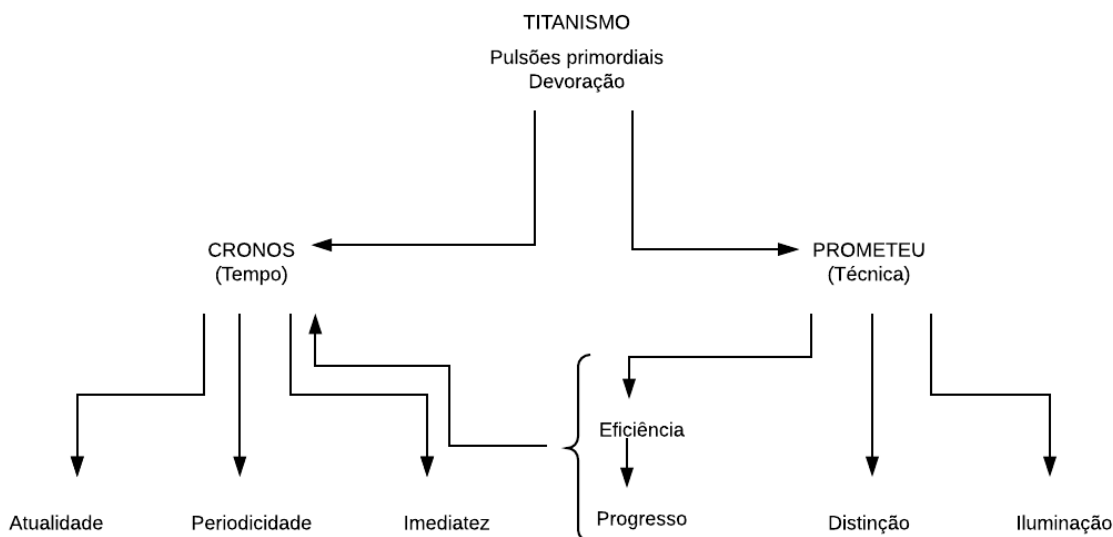 TITANISMO
Pulsões primordiais
Devoração
CRONOS
(Tempo)
PROMETEU
(Técnica)
Eficiência
Atualidade
Periodicidade
Imediatez
Progresso
Distinção
Iluminação